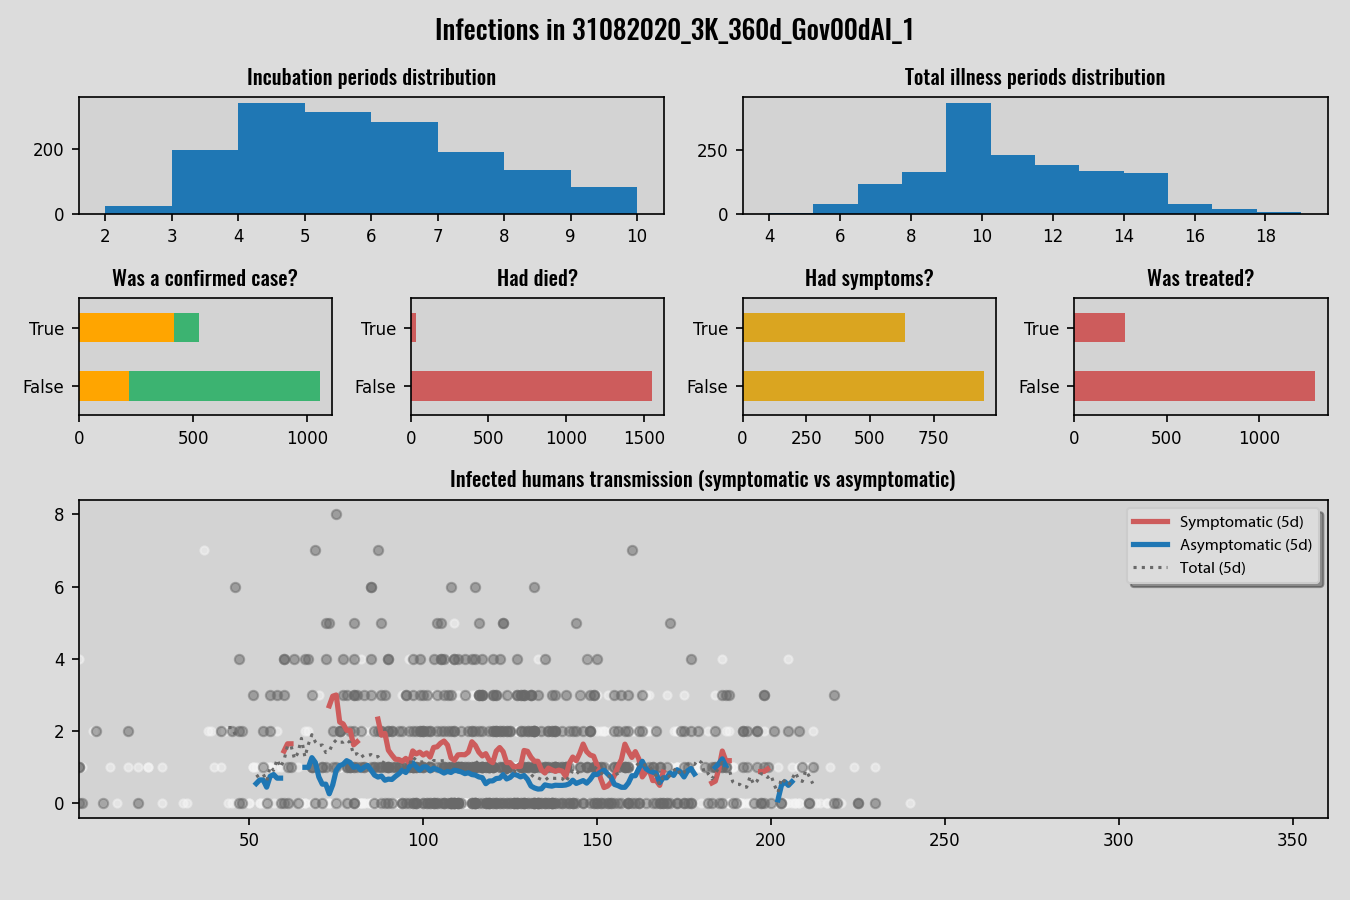 Infections in 31082020_3K_360d_Gov00dAI_1
Incubation periods distribution
200
0
2 3 4 5 6 7 8 9 10
Total illness periods distribution
250
0
4 6 8 10 12 14 16 18
Was a confirmed case?
True
False
0 500 1000
Had died?
True
False
0 500 1000 1500
Had symptoms?
True
False
0 250 500 750
Was treated?
True
False
0 500 1000
Infected humans transmission (symptomatic vs asymptomatic)
8
6
4
2
0
50 100 150 200 250 300 350
Symptomatic (5d)
Asymptomatic (5d)
Total (5d)